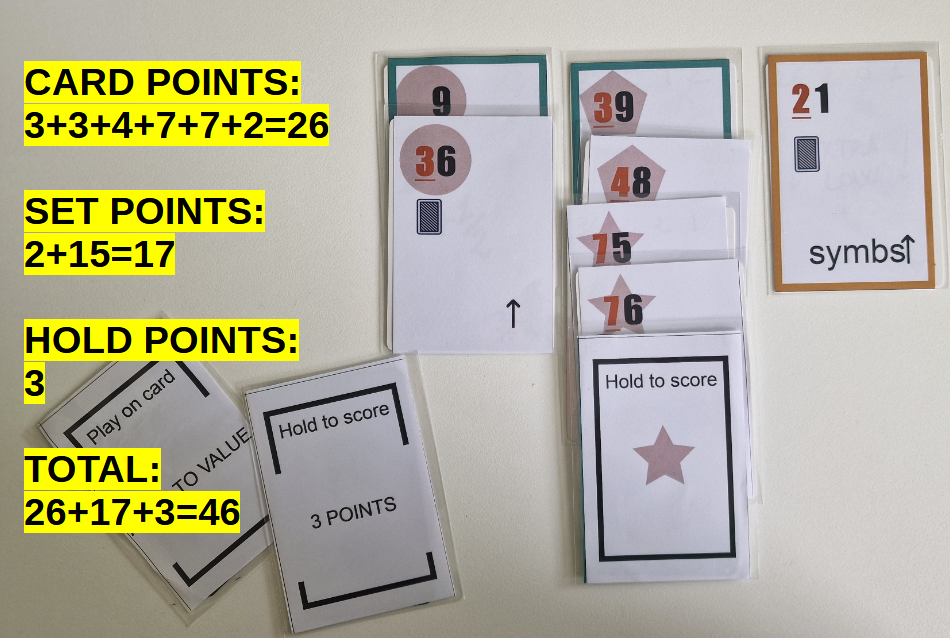 CARD POINTS:
3+3+4+7+7+2=26
SET POINTS:
2+15=17
HOLD POINTS:
3
TOTAL:
26+17+3=46
9
36
↑
39
48
75
76
Hold to score
21
symbs↑
Play on card
TO VALUE
Hold to score
3 POINTS